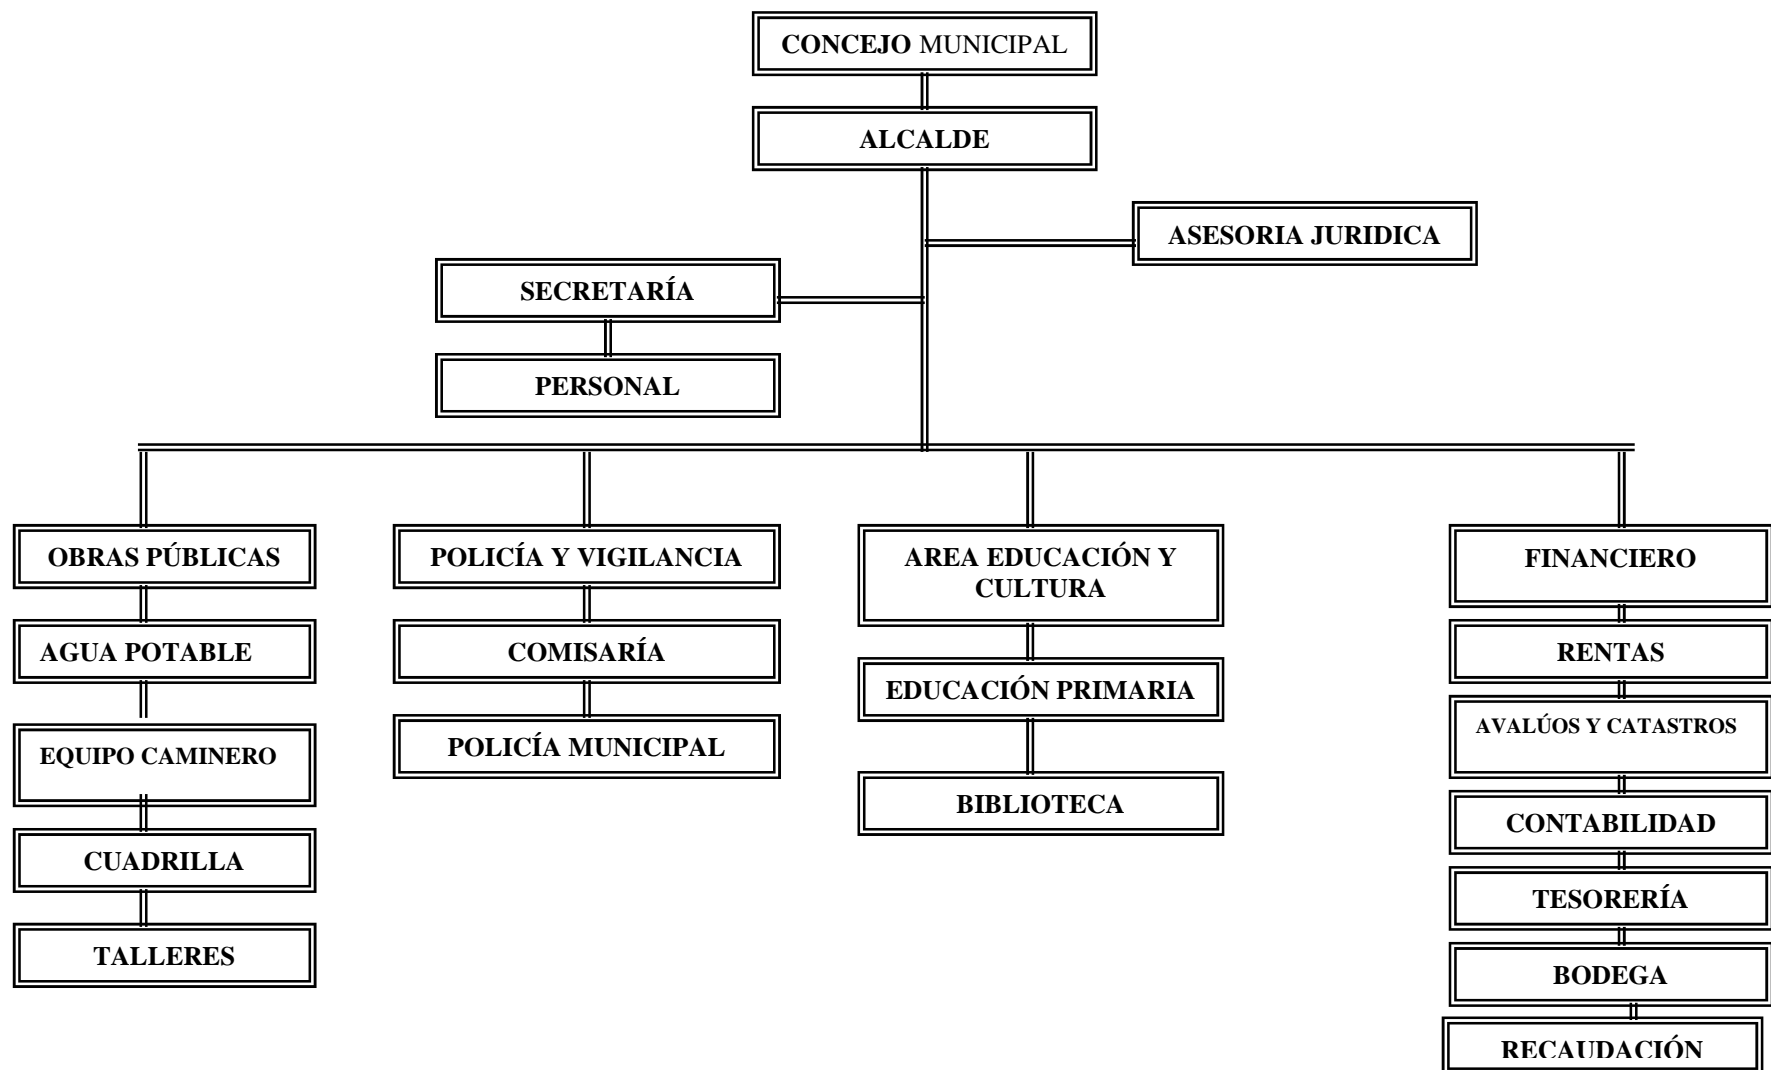 CONCEJO MUNICIPAL
ALCALDE
ASESORIA JURIDICA
SECRETARÍA
PERSONAL
OBRAS PÚBLICAS
AGUA POTABLE
EQUIPO CAMINERO
CUADRILLA
TALLERES
POLICÍA Y VIGILANCIA
COMISARÍA
POLICÍA MUNICIPAL
AREA EDUCACIÓN Y
CULTURA
EDUCACIÓN PRIMARIA
BIBLIOTECA
FINANCIERO
RENTAS
AVALÚOS Y CATASTROS
CONTABILIDAD
TESORERÍA
BODEGA
RECAUDACIÓN